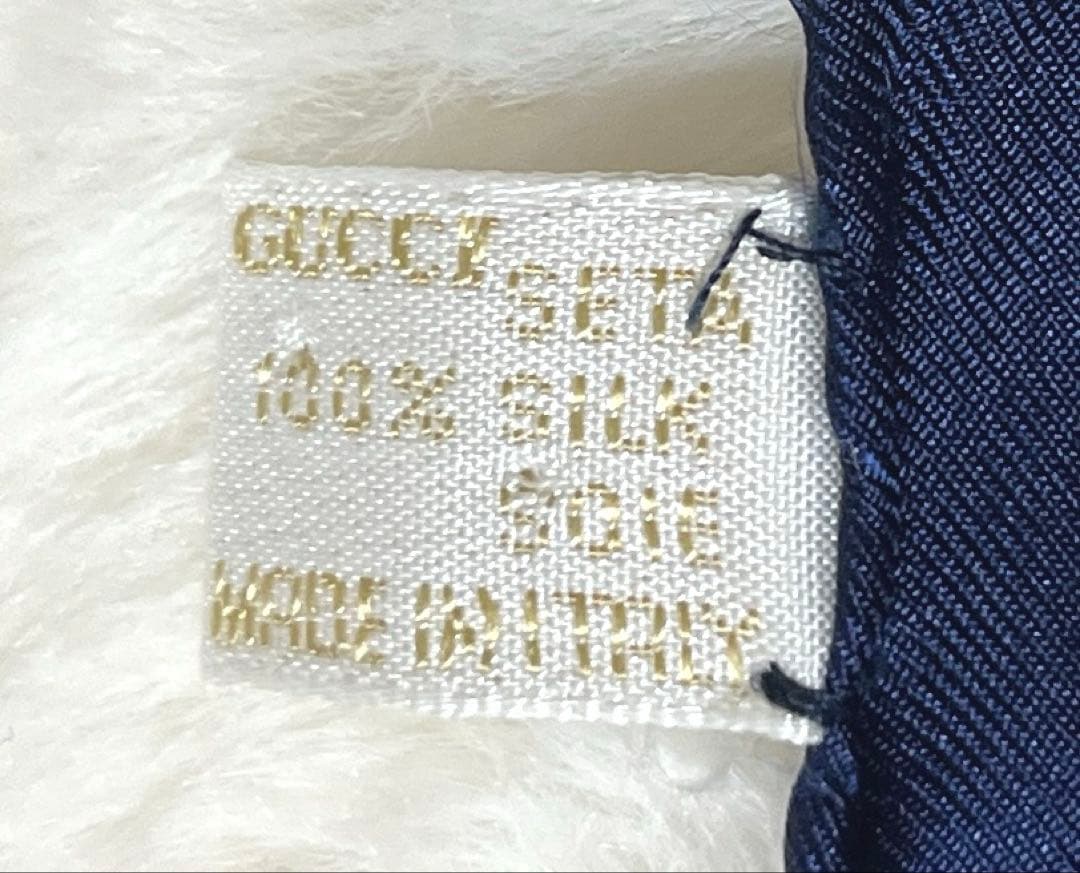 GUCCI
SETA
100% SILK
SOIE
MADE IN ITALY